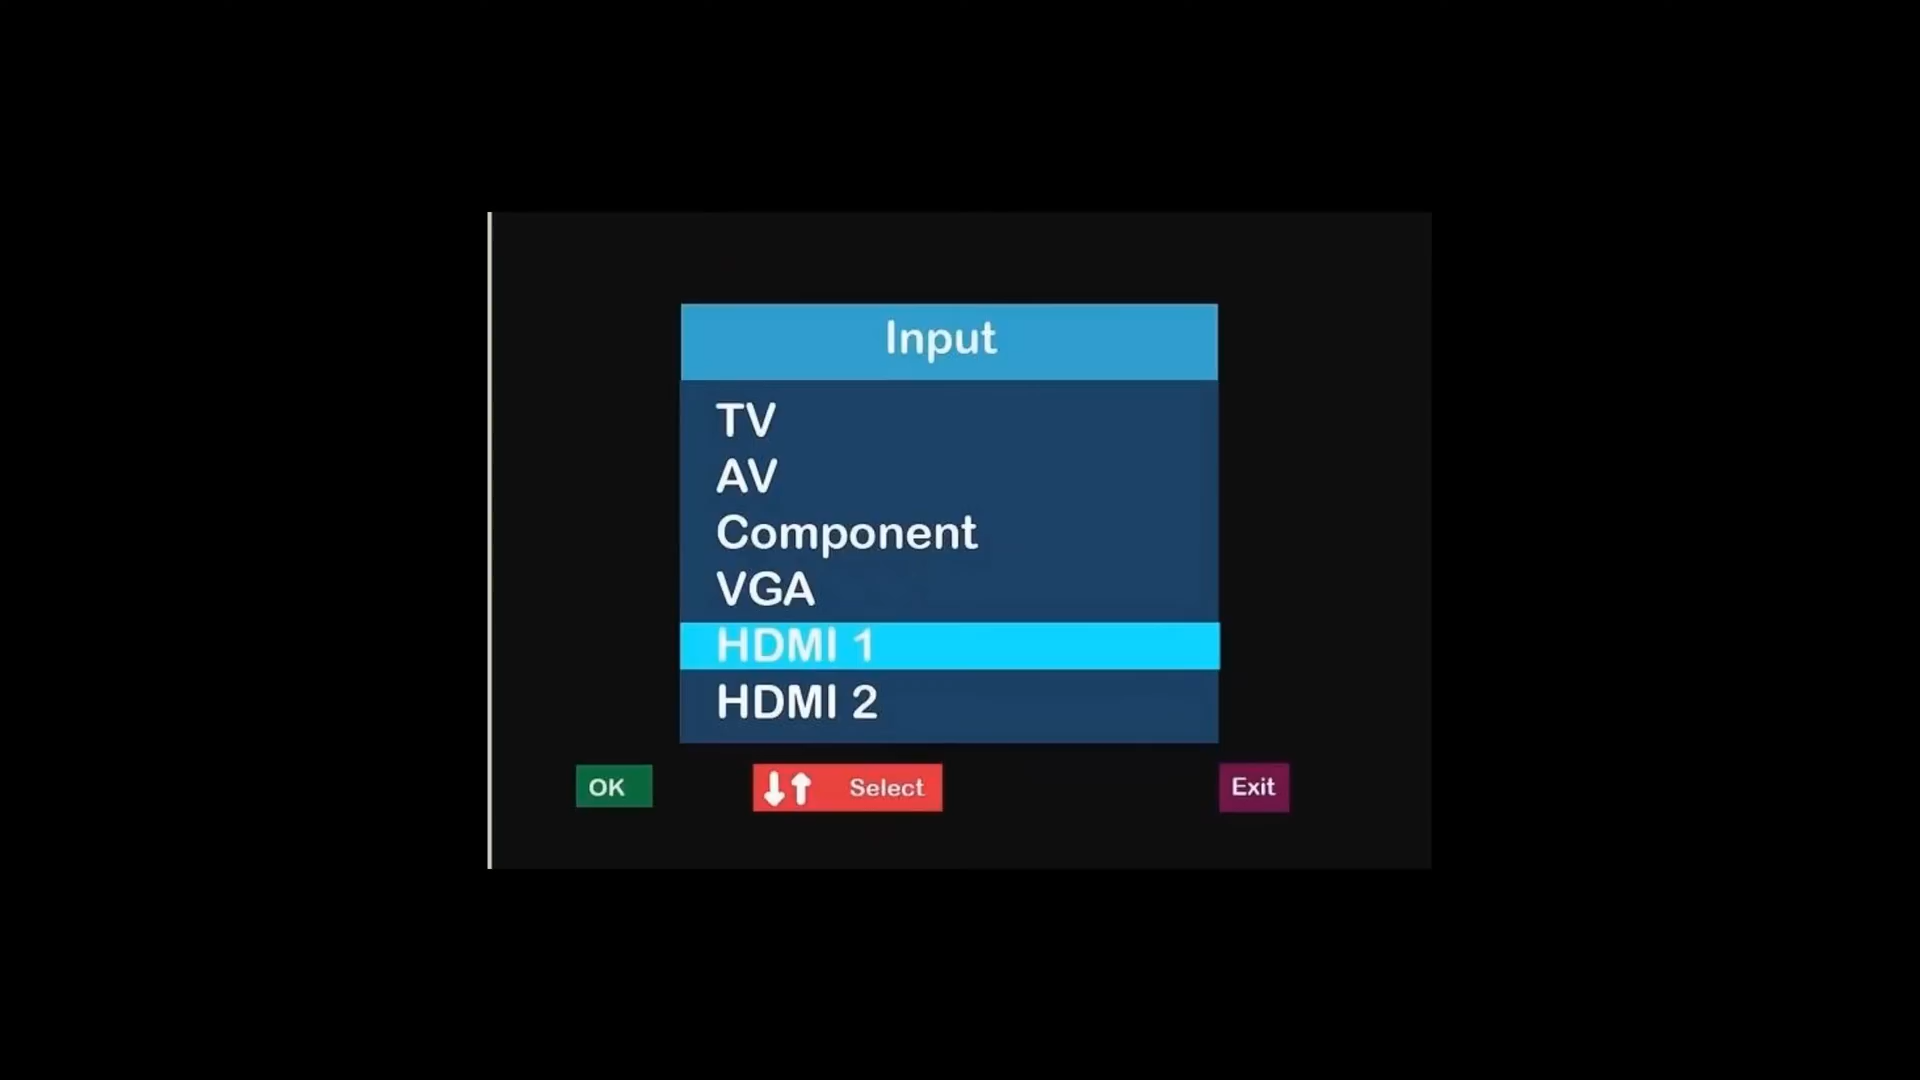 Input
TV
AV
Component
VGA
HDMI 1
HDMI 2
OK
Select
Exit